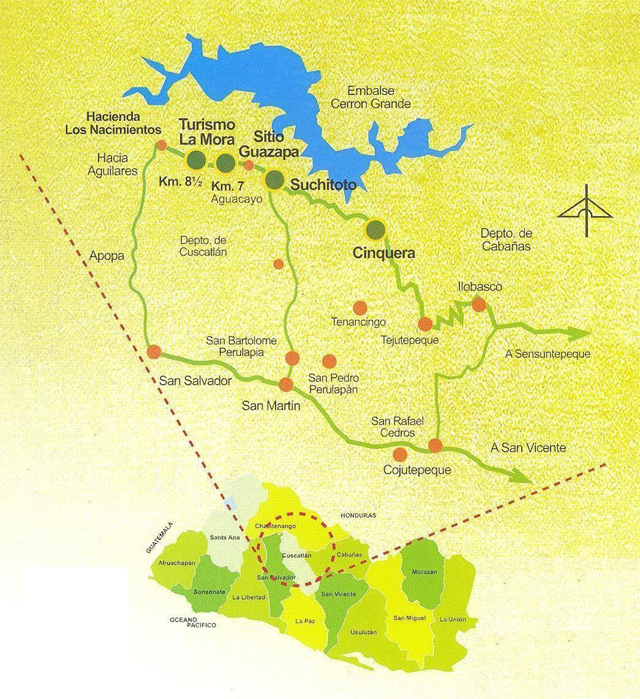 Embalse
Cerron Grande
Hacienda
Los Nacimientos
Turismo
La Mora
Sitio
Guazapa
Hacia
Aguilares
Km. 8½
Km. 7
Aguacayo
Suchitoto
Depto. de
Cuscatlán
Depto. de
Cabañas
Cinquera
Apopa
Ilobasco
Tenancingo
Tejutepeque
San Bartolome
Perulapia
A Sensuntepeque
San Salvador
San Pedro
Perulapán
San Martin
San Rafael
Cedros
A San Vicente
Cojutepeque
HONDURAS
GUATEMALA
Chalatenango
Santa Ana
Cuscatlán
Cabañas
Ahuachapán
San Salvador
Morazán
Sonsonate
La Libertad
San Vicente
OCEANO
PACIFICO
La Paz
Usulután
San Miguel
La Unión